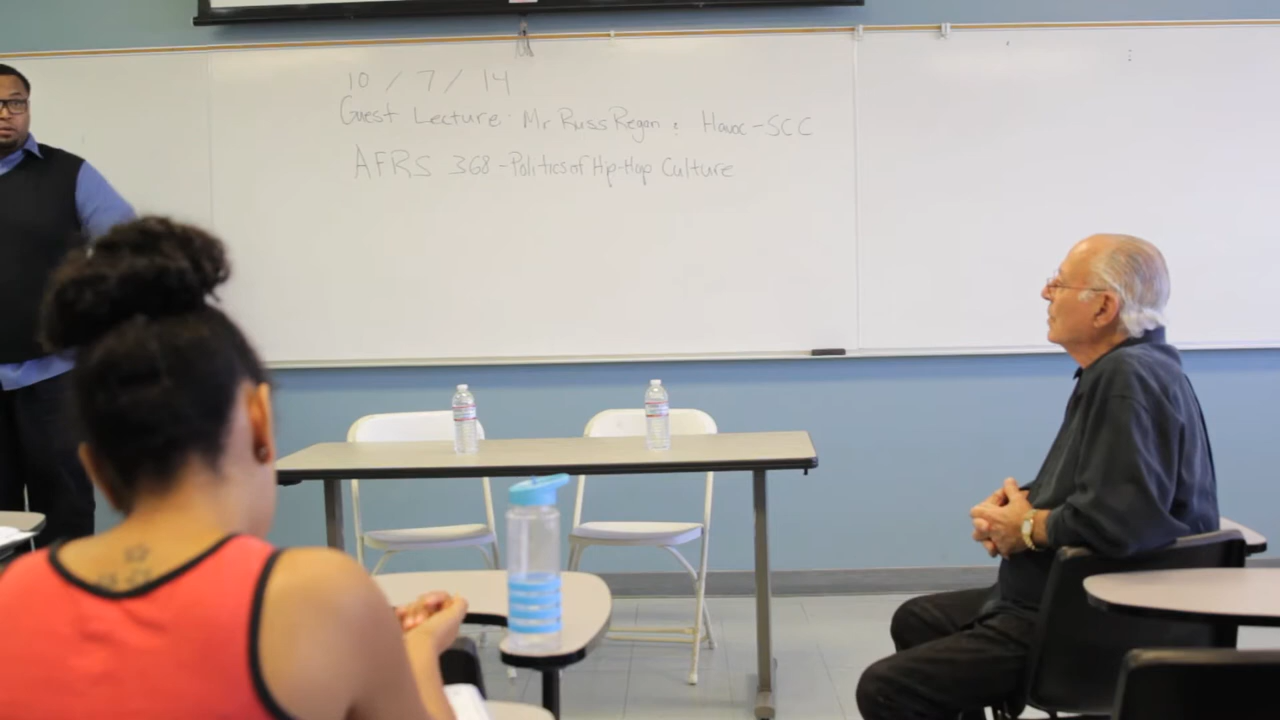 10 / 7 / 14
Guest Lecture: Mr Russ Regan & Havoc-SCC
AFRS 368-Politics of Hip-Hop Culture